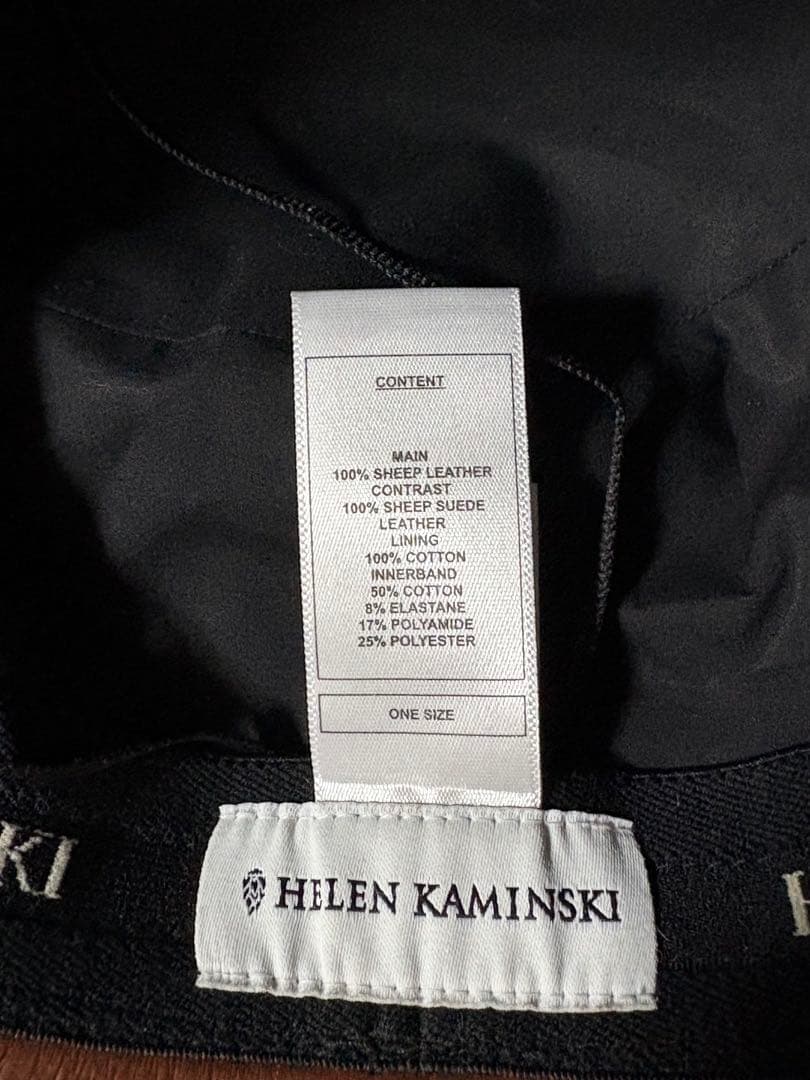 CONTENT
MAIN
100% SHEEP LEATHER
CONTRAST
100% SHEEP SUEDE
LEATHER
LINING
100% COTTON
INNERBAND
50% COTTON
8% ELASTANE
17% POLYAMIDE
25% POLYESTER
ONE SIZE
KI
HELEN KAMINSKI
H